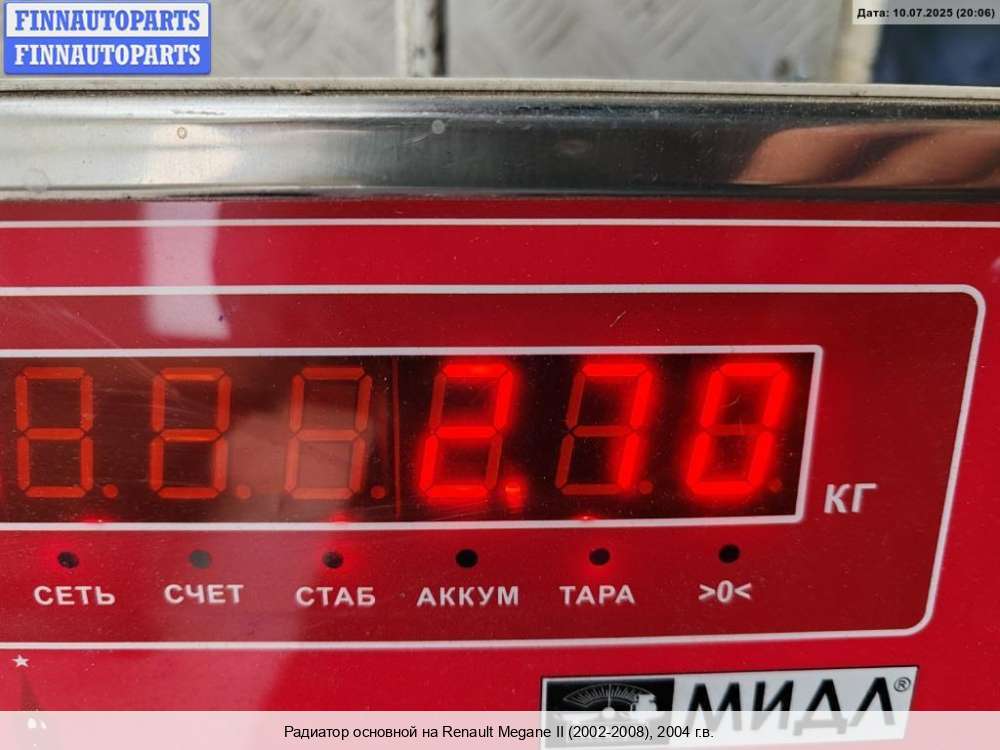 FINNAUTOPARTS
FINNAUTOPARTS
Дата: 10.07.2025 (20:06)
2.70
КГ
СЕТЬ СЧЕТ СТАБ АККУМ ТАРА >0<
МИДЛ®
Радиатор основной на Renault Megane II (2002-2008), 2004 г.в.